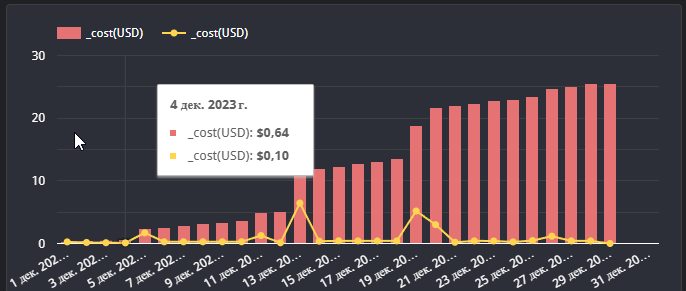 _cost(USD) _cost(USD)
30
4 дек. 2023 г.
20
_cost(USD): $0,64
_cost(USD): $0,10
10
0
1 дек. 202… 3 дек. 202… 5 дек. 202… 7 дек. 202… 9 дек. 202… 11 дек. 20… 13 дек. 20… 15 дек. 20… 17 дек. 20… 19 дек. 20… 21 дек. 20… 23 дек. 20… 25 дек. 20… 27 дек. 20… 29 дек. 20… 31 дек. 20…